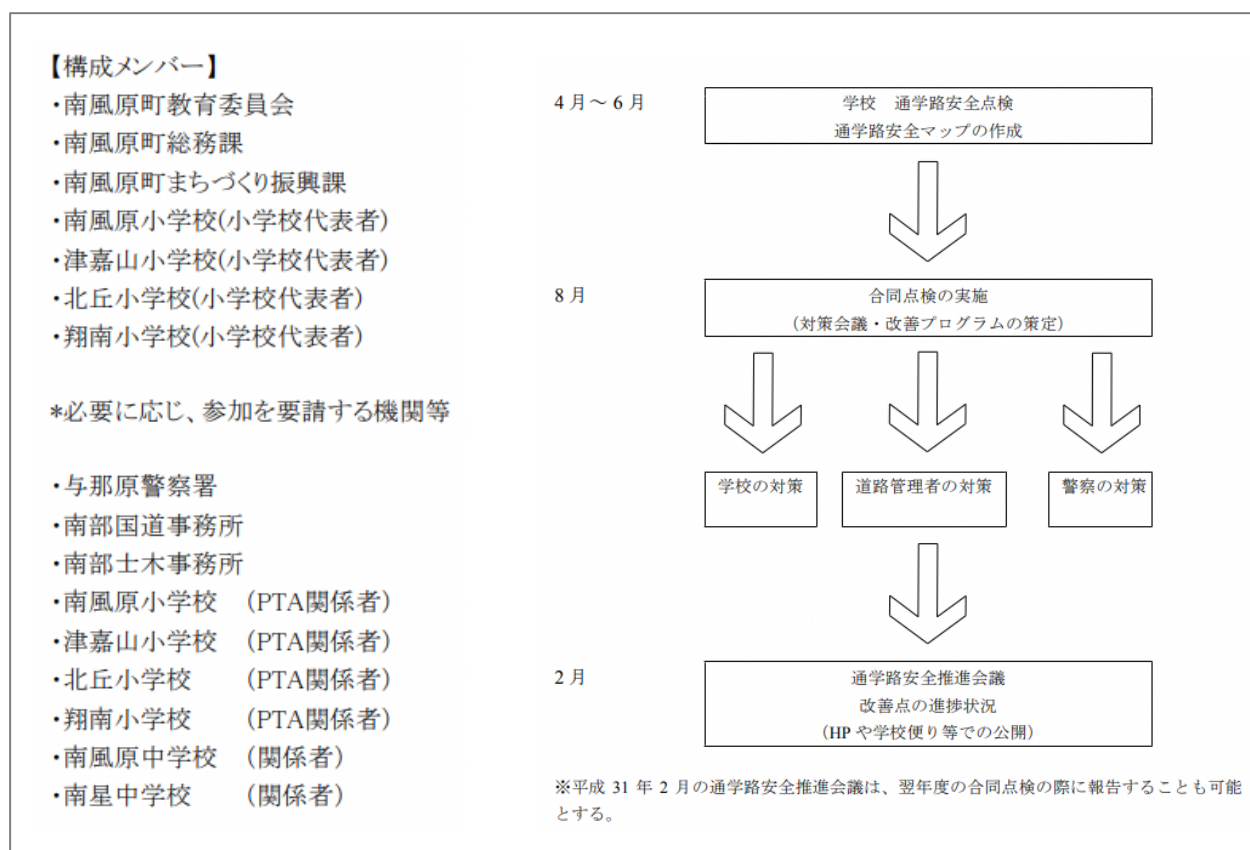 【構成メンバー】
・南風原町教育委員会
・南風原町総務課
・南風原町まちづくり振興課
・南風原小学校(小学校代表者)
・津嘉山小学校(小学校代表者)
・北丘小学校(小学校代表者)
・翔南小学校(小学校代表者)
*必要に応じ、参加を要請する機関等
・与那原警察署
・南部国道事務所
・南部土木事務所
・南風原小学校 (PTA関係者)
・津嘉山小学校 (PTA関係者)
・北丘小学校 (PTA関係者)
・翔南小学校 (PTA関係者)
・南風原中学校 (関係者)
・南星中学校 (関係者)
4月~6月
学校 通学路安全点検
通学路安全マップの作成
8月
合同点検の実施
(対策会議・改善プログラムの策定)
学校の対策
道路管理者の対策
警察の対策
2月
通学路安全推進会議
改善点の進捗状況
(HPや学校便り等での公開)
※平成 31 年 2 月の通学路安全推進会議は、翌年度の合同点検の際に報告することも可能
とする。